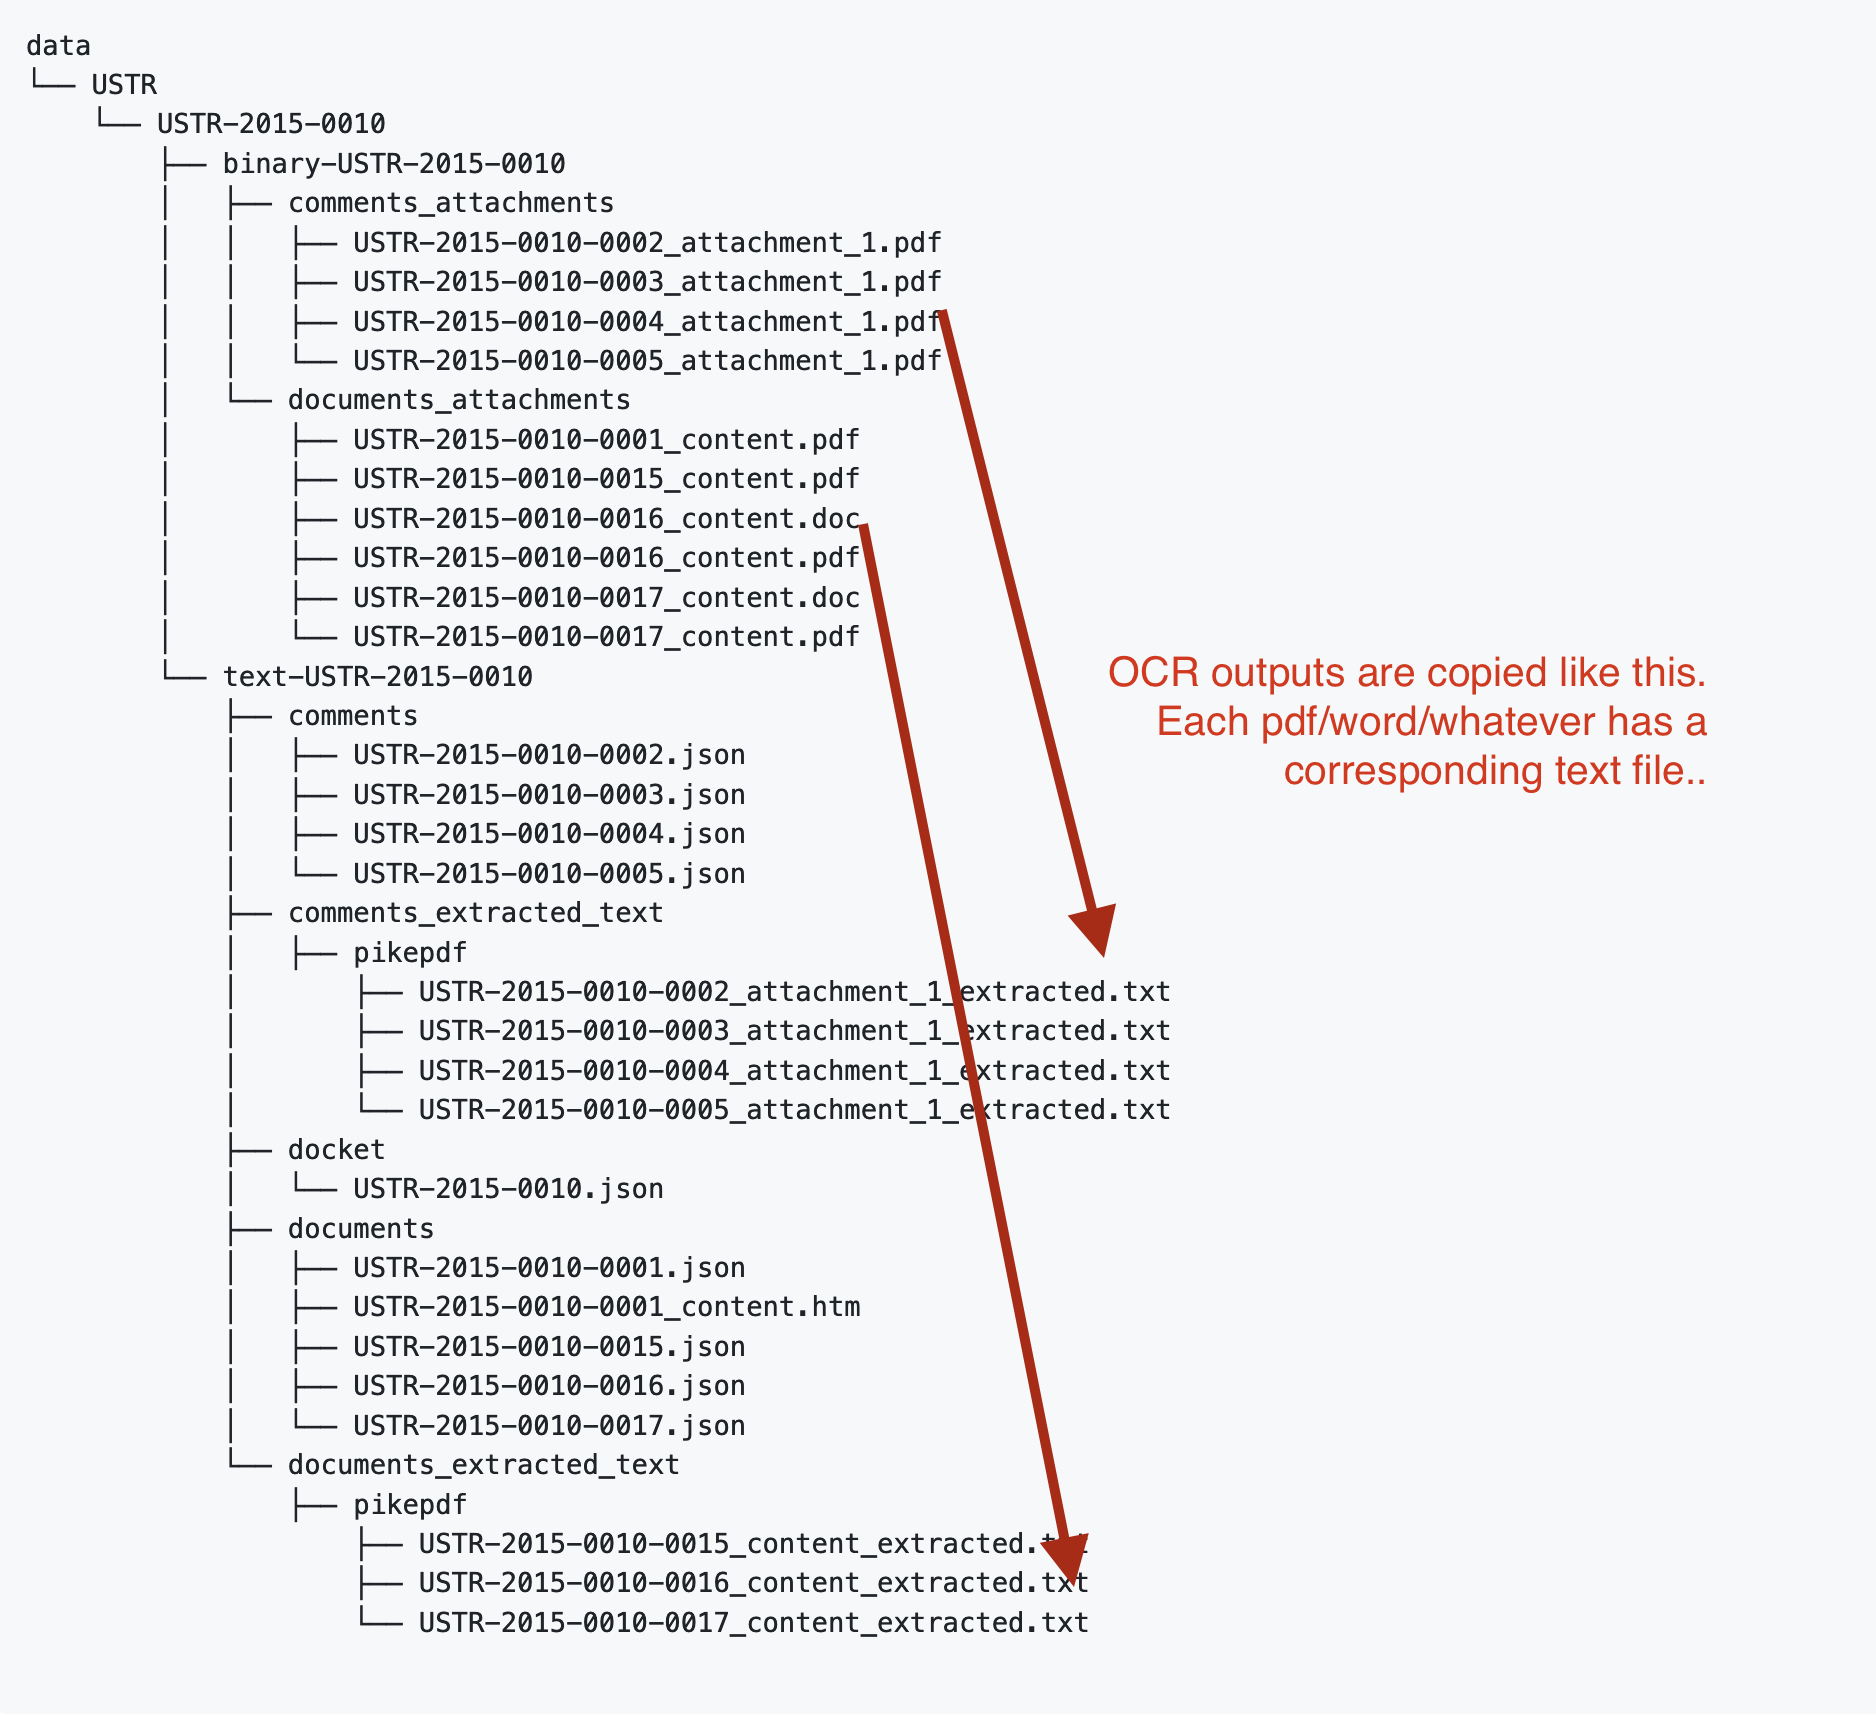 data
└── USTR
    └── USTR-2015-0010
        ├── binary-USTR-2015-0010
        │   ├── comments_attachments
        │   │   ├── USTR-2015-0010-0002_attachment_1.pdf
        │   │   ├── USTR-2015-0010-0003_attachment_1.pdf
        │   │   ├── USTR-2015-0010-0004_attachment_1.pdf
        │   │   └── USTR-2015-0010-0005_attachment_1.pdf
        │   └── documents_attachments
        │       ├── USTR-2015-0010-0001_content.pdf
        │       ├── USTR-2015-0010-0015_content.pdf
        │       ├── USTR-2015-0010-0016_content.doc
        │       ├── USTR-2015-0010-0016_content.pdf
        │       ├── USTR-2015-0010-0017_content.doc
        │       └── USTR-2015-0010-0017_content.pdf
        └── text-USTR-2015-0010
            ├── comments
            │   ├── USTR-2015-0010-0002.json
            │   ├── USTR-2015-0010-0003.json
            │   ├── USTR-2015-0010-0004.json
            │   └── USTR-2015-0010-0005.json
            ├── comments_extracted_text
            │   ├── pikepdf
            │       ├── USTR-2015-0010-0002_attachment_1_extracted.txt
            │       ├── USTR-2015-0010-0003_attachment_1_extracted.txt
            │       ├── USTR-2015-0010-0004_attachment_1_extracted.txt
            │       └── USTR-2015-0010-0005_attachment_1_extracted.txt
            ├── docket
            │   └── USTR-2015-0010.json
            ├── documents
            │   ├── USTR-2015-0010-0001.json
            │   ├── USTR-2015-0010-0001_content.htm
            │   ├── USTR-2015-0010-0015.json
            │   ├── USTR-2015-0010-0016.json
            │   └── USTR-2015-0010-0017.json
            └── documents_extracted_text
                ├── pikepdf
                    ├── USTR-2015-0010-0015_content_extracted.txt
                    ├── USTR-2015-0010-0016_content_extracted.txt
                    └── USTR-2015-0010-0017_content_extracted.txt
OCR outputs are copied like this.
Each pdf/word/whatever has a
corresponding text file..